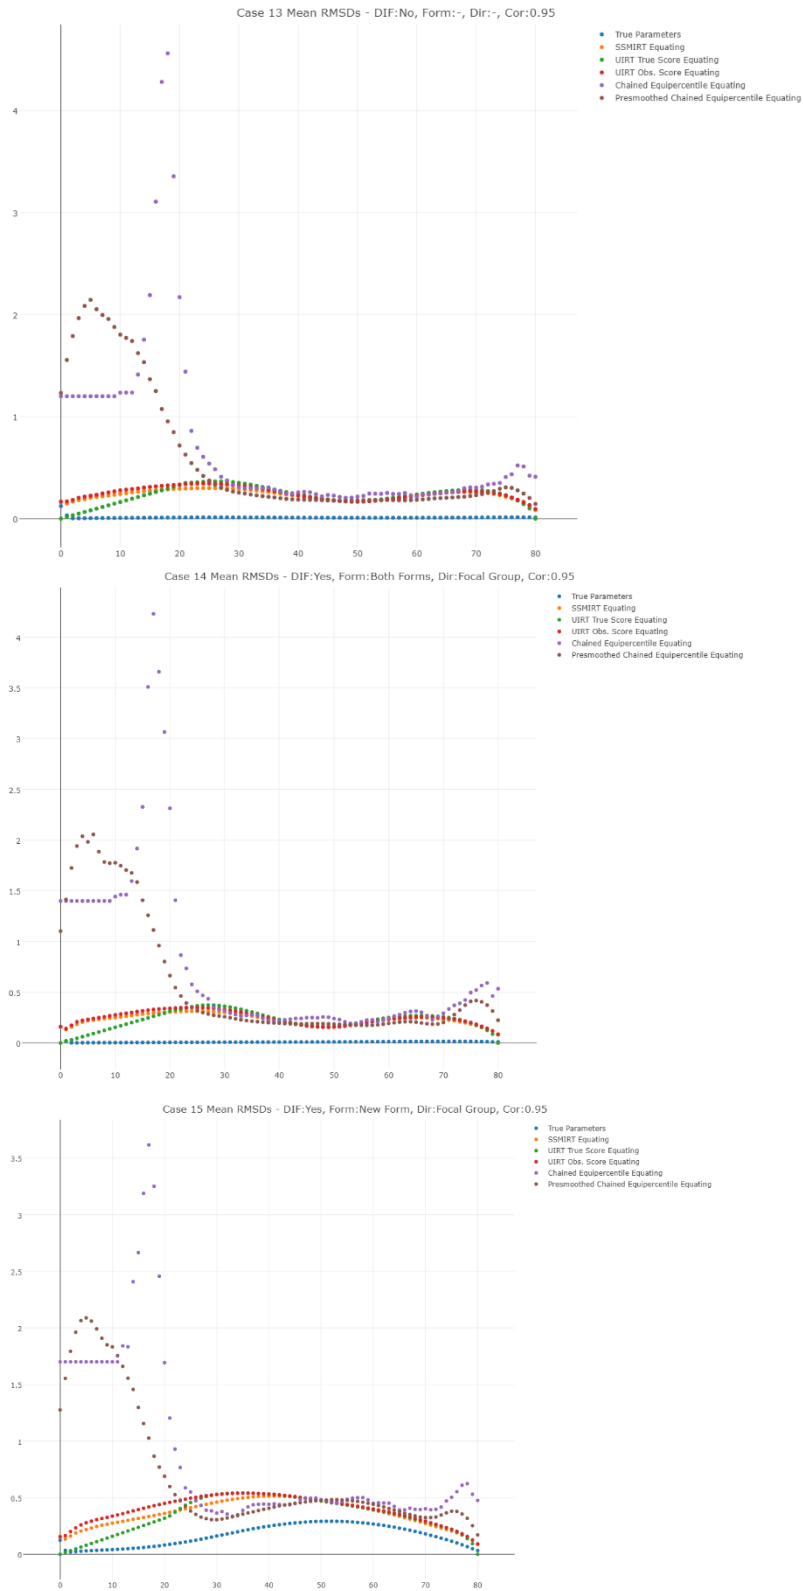 Case 13 Mean RMSDs - DIF:No, Form:-, Dir:-, Cor:0.95
True Parameters
SSMIRT Equating
UIRT True Score Equating
UIRT Obs. Score Equating
Chained Equipercentile Equating
Presmoothed Chained Equipercentile Equating
4
3
2
1
0
0 10 20 30 40 50 60 70 80
Case 14 Mean RMSDs - DIF:Yes, Form:Both Forms, Dir:Focal Group, Cor:0.95
True Parameters
SSMIRT Equating
UIRT True Score Equating
UIRT Obs. Score Equating
Chained Equipercentile Equating
Presmoothed Chained Equipercentile Equating
4
3.5
3
2.5
2
1.5
1
0.5
0
0 10 20 30 40 50 60 70 80
Case 15 Mean RMSDs - DIF:Yes, Form:New Form, Dir:Focal Group, Cor:0.95
True Parameters
SSMIRT Equating
UIRT True Score Equating
UIRT Obs. Score Equating
Chained Equipercentile Equating
Presmoothed Chained Equipercentile Equating
3.5
3
2.5
2
1.5
1
0.5
0
0 10 20 30 40 50 60 70 80